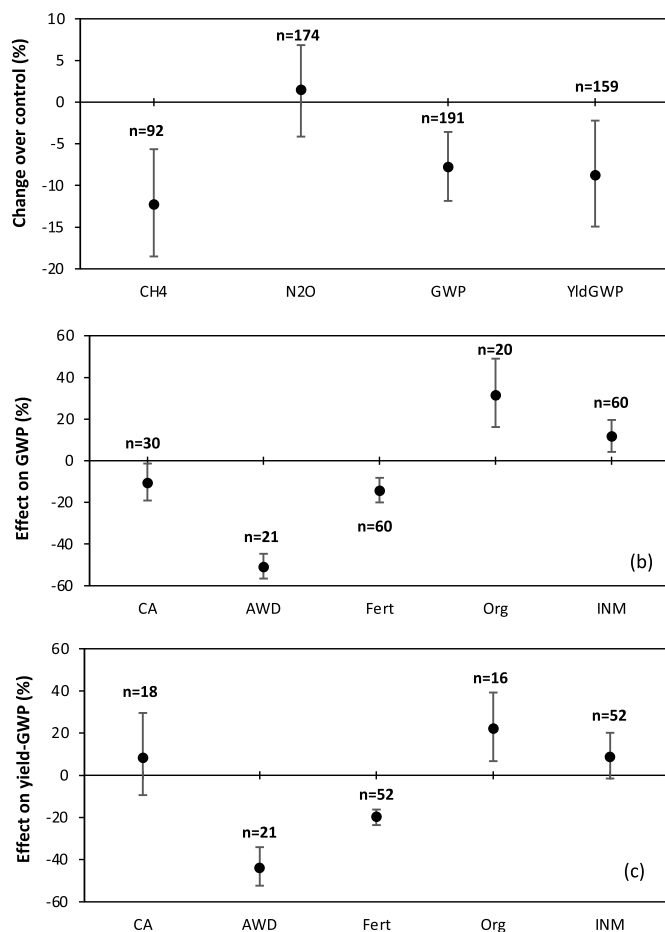 Change over control (%)
10
5
0
-5
-10
-15
-20
n=92
n=174
n=191
n=159
CH4 N2O GWP YldGWP
Effect on GWP (%)
60
40
20
0
-20
-40
-60
n=30
n=21
n=60
n=20
n=60
(b)
CA AWD Fert Org INM
Effect on yield-GWP (%)
60
40
20
0
-20
-40
-60
n=18
n=21
n=52
n=16
n=52
(c)
CA AWD Fert Org INM